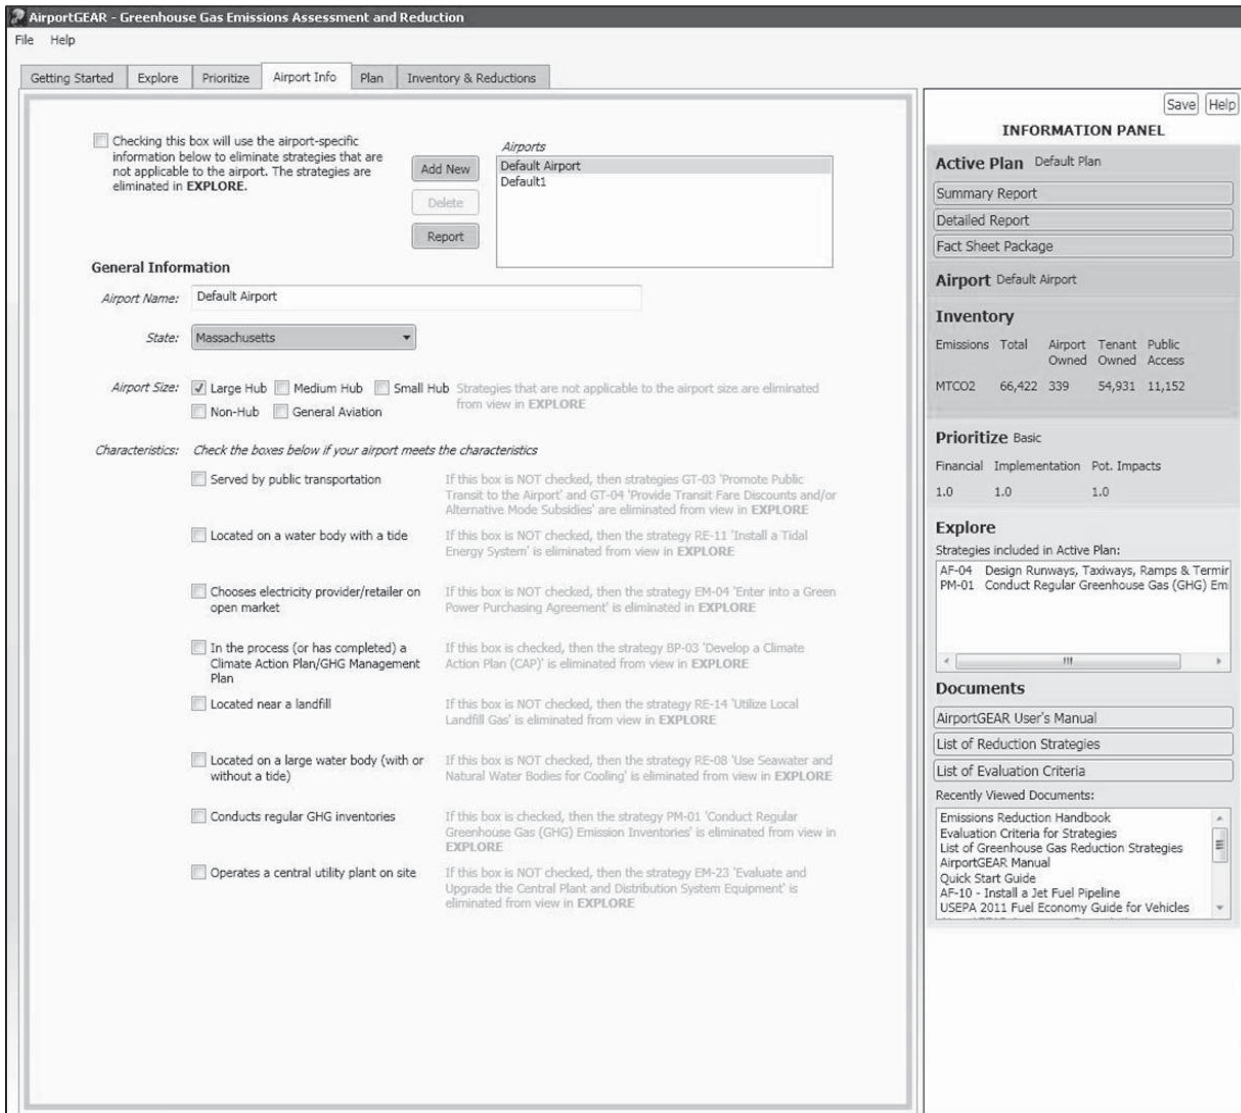 AirportGEAR - Greenhouse Gas Emissions Assessment and Reduction
File Help
Getting Started Explore Prioritize Airport Info Plan Inventory & Reductions
Checking this box will use the airport-specific
information below to eliminate strategies that are
not applicable to the airport. The strategies are
eliminated in EXPLORE.
Add New
Delete
Report
Airports
Default Airport
Default1
General Information
Airport Name: Default Airport
State: Massachusetts
Airport Size: Large Hub Medium Hub Small Hub
Non-Hub General Aviation
Strategies that are not applicable to the airport size are eliminated
from view in EXPLORE
Characteristics: Check the boxes below if your airport meets the characteristics
Served by public transportation
If this box is NOT checked, then strategies GT-03 'Promote Public
Transit to the Airport' and GT-04 'Provide Transit Fare Discounts and/or
Alternative Mode Subsidies' are eliminated from view in EXPLORE
Located on a water body with a tide
If this box is NOT checked, then the strategy RE-11 'Install a Tidal
Energy System' is eliminated from view in EXPLORE
Chooses electricity provider/retailer on
open market
If this box is NOT checked, then the strategy EM-04 'Enter into a Green
Power Purchasing Agreement' is eliminated in EXPLORE
In the process (or has completed) a
Climate Action Plan/GHG Management
Plan
If this box is checked, then the strategy BP-03 'Develop a Climate
Action Plan (CAP)' is eliminated from view in EXPLORE
Located near a landfill
If this box is NOT checked, then the strategy RE-14 'Utilize Local
Landfill Gas' is eliminated from view in EXPLORE
Located on a large water body (with or
without a tide)
If this box is NOT checked, then the strategy RE-08 'Use Seawater and
Natural Water Bodies for Cooling' is eliminated from view in EXPLORE
Conducts regular GHG inventories
If this box is checked, then the strategy PM-01 'Conduct Regular
Greenhouse Gas (GHG) Emission Inventories' is eliminated from view in
EXPLORE
Operates a central utility plant on site
If this box is NOT checked, then the strategy EM-23 'Evaluate and
Upgrade the Central Plant and Distribution System Equipment' is
eliminated from view in EXPLORE
Save Help
INFORMATION PANEL
Active Plan Default Plan
Summary Report
Detailed Report
Fact Sheet Package
Airport Default Airport
Inventory
Emissions Total Airport Tenant Public
Owned Owned Access
MTCO2 66,422 339 54,931 11,152
Prioritize Basic
Financial Implementation Pot. Impacts
1.0 1.0 1.0
Explore
Strategies included in Active Plan:
AF-04 Design Runways, Taxiways, Ramps & Termir
PM-01 Conduct Regular Greenhouse Gas (GHG) Em
Documents
AirportGEAR User's Manual
List of Reduction Strategies
List of Evaluation Criteria
Recently Viewed Documents:
Emissions Reduction Handbook
Evaluation Criteria for Strategies
List of Greenhouse Gas Reduction Strategies
AirportGEAR Manual
Quick Start Guide
AF-10 - Install a Jet Fuel Pipeline
USEPA 2011 Fuel Economy Guide for Vehicles